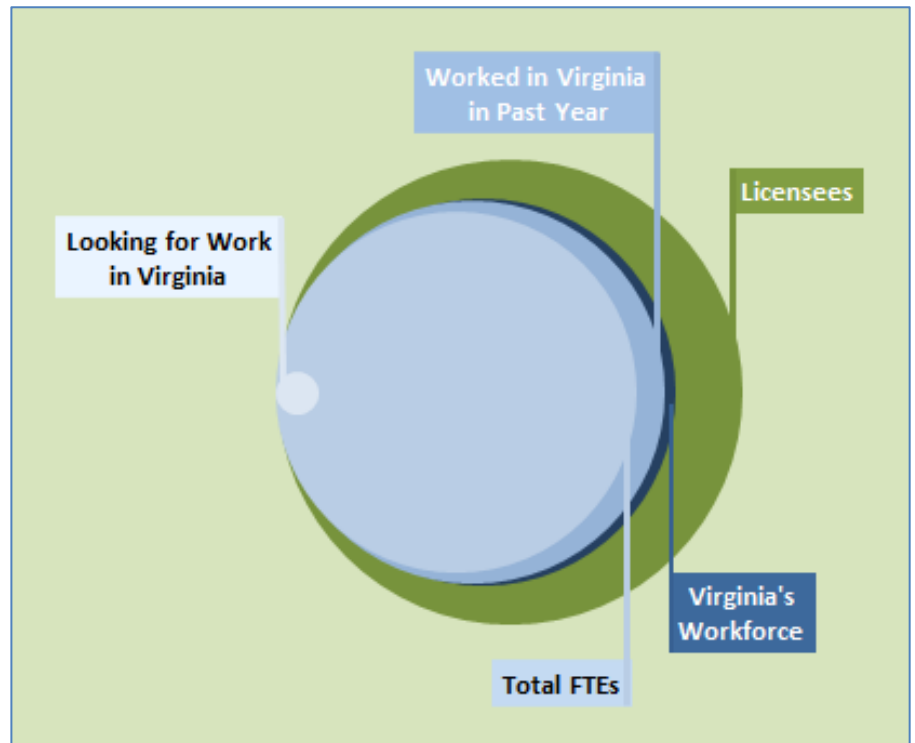 Worked in Virginia
in Past Year
Licensees
Looking for Work
in Virginia
Virginia's
Workforce
Total FTEs